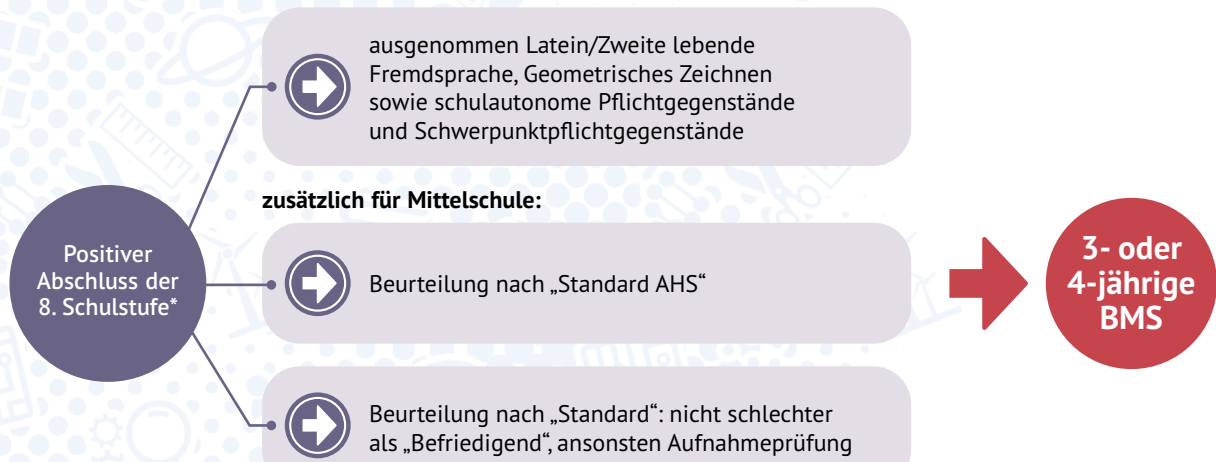 ausgenommen Latein/Zweite lebende
Fremdsprache, Geometrisches Zeichnen
sowie schulautonome Pflichtgegenstände
und Schwerpunktpflichtgegenstände
zusätzlich für Mittelschule:
Positiver
Abschluss der
8. Schulstufe*
Beurteilung nach „Standard AHS“
3- oder
4-jährige
BMS
Beurteilung nach „Standard“: nicht schlechter
als „Befriedigend“, ansonsten Aufnahmeprüfung